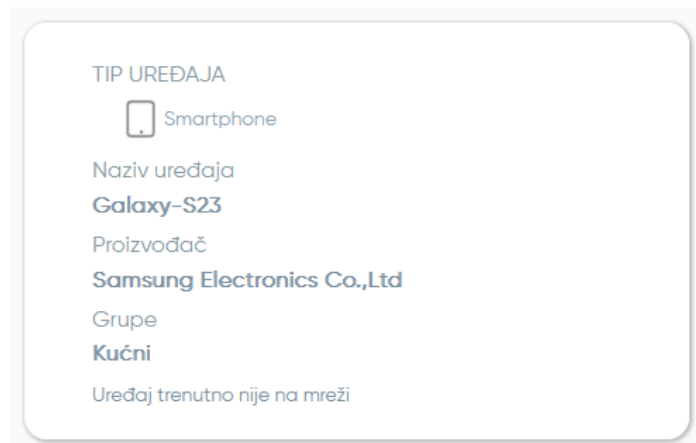 TIP UREĐAJA
Smartphone
Naziv uređaja
Galaxy-S23
Proizvođač
Samsung Electronics Co.,Ltd
Grupe
Kućni
Uređaj trenutno nije na mreži